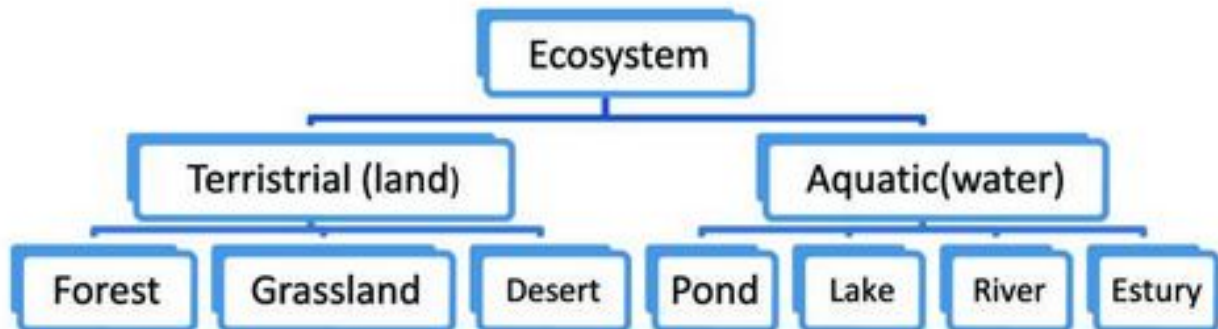 Ecosystem
Terristrial (land)
Aquatic(water)
Forest
Grassland
Desert
Pond
Lake
River
Estury